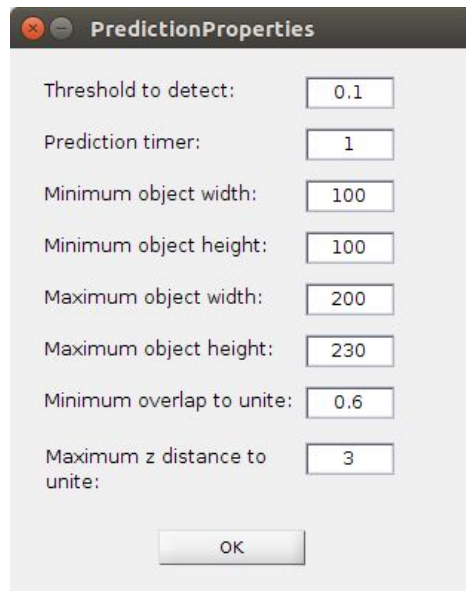 PredictionProperties
Threshold to detect: 0.1
Prediction timer: 1
Minimum object width: 100
Minimum object height: 100
Maximum object width: 200
Maximum object height: 230
Minimum overlap to unite: 0.6
Maximum z distance to 3
unite:
OK